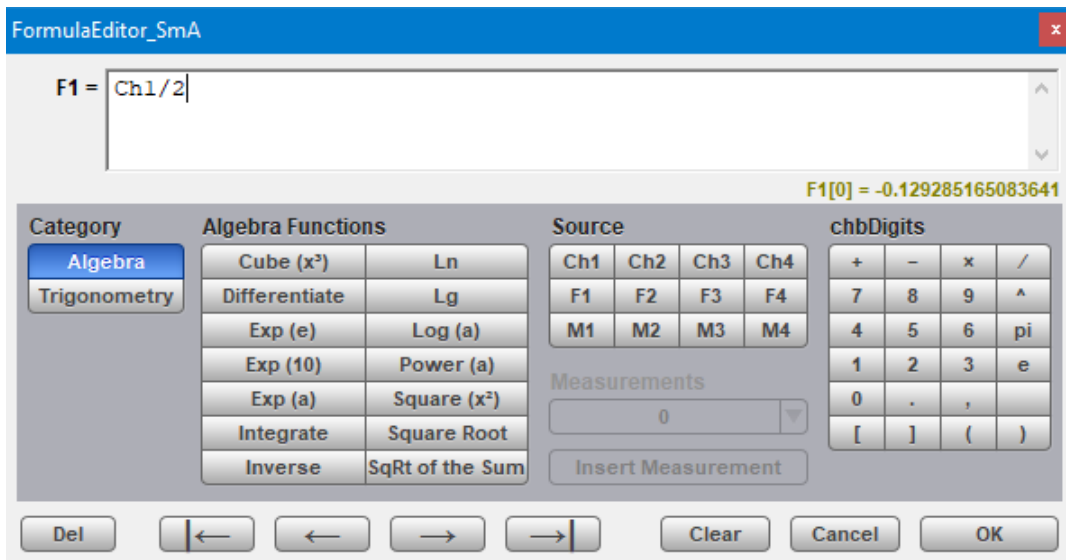 FormulaEditor_SmA x
F1 = Ch1/2
F1[0] = -0.129285165083641
Category Algebra Functions Source chbDigits
Algebra Cube (x³) Ln Ch1 Ch2 Ch3 Ch4 + - × /
Trigonometry Differentiate Lg F1 F2 F3 F4 7 8 9 ^
Exp (e) Log (a) M1 M2 M3 M4 4 5 6 pi
Exp (10) Power (a) Measurements 1 2 3 e
Exp (a) Square (x²) 0 0 . ,
Integrate Square Root [ ] ( )
Inverse SqRt of the Sum Insert Measurement
Del |← ← → →| Clear Cancel OK